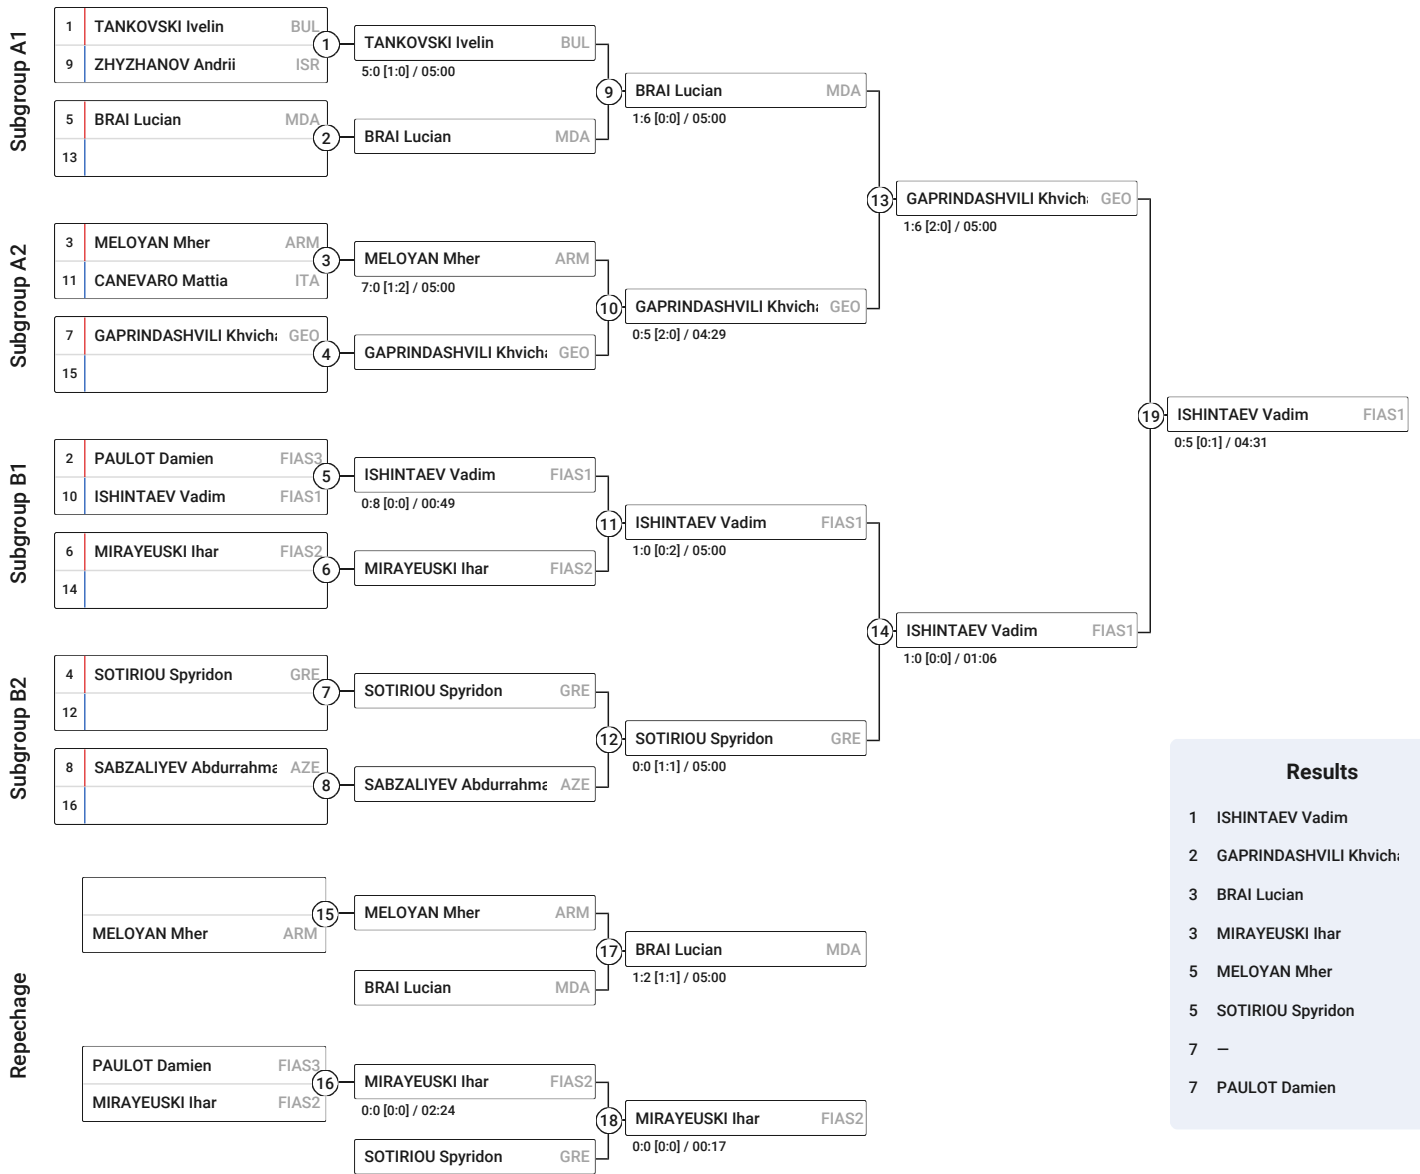 Subgroup A1
1 TANKOVSKI Ivelin BUL
9 ZHYZHANOV Andrii ISR
1
TANKOVSKI Ivelin BUL
5:0 [1:0] / 05:00
5 BRAI Lucian MDA
13
2
BRAI Lucian MDA
9
BRAI Lucian MDA
1:6 [0:0] / 05:00
Subgroup A2
3 MELOYAN Mher ARM
11 CANEVARO Mattia ITA
3
MELOYAN Mher ARM
7:0 [1:2] / 05:00
7 GAPRINDASHVILI Khvicha GEO
15
4
GAPRINDASHVILI Khvicha GEO
10
GAPRINDASHVILI Khvicha GEO
0:5 [2:0] / 04:29
13
GAPRINDASHVILI Khvicha GEO
1:6 [2:0] / 05:00
Subgroup B1
2 PAULOT Damien FIAS3
10 ISHINTAEV Vadim FIAS1
5
ISHINTAEV Vadim FIAS1
0:8 [0:0] / 00:49
6 MIRAYEUSKI Ihar FIAS2
14
6
MIRAYEUSKI Ihar FIAS2
11
ISHINTAEV Vadim FIAS1
1:0 [0:2] / 05:00
Subgroup B2
4 SOTIRIOU Spyridon GRE
12
7
SOTIRIOU Spyridon GRE
8 SABZALIYEV Abdurrahma AZE
16
8
SABZALIYEV Abdurrahma AZE
12
SOTIRIOU Spyridon GRE
0:0 [1:1] / 05:00
14
ISHINTAEV Vadim FIAS1
1:0 [0:0] / 01:06
19
ISHINTAEV Vadim FIAS1
0:5 [0:1] / 04:31
Repechage
MELOYAN Mher ARM
15
MELOYAN Mher ARM
BRAI Lucian MDA
17
BRAI Lucian MDA
1:2 [1:1] / 05:00
PAULOT Damien FIAS3
MIRAYEUSKI Ihar FIAS2
16
MIRAYEUSKI Ihar FIAS2
0:0 [0:0] / 02:24
SOTIRIOU Spyridon GRE
18
MIRAYEUSKI Ihar FIAS2
0:0 [0:0] / 00:17
Results
1 ISHINTAEV Vadim
2 GAPRINDASHVILI Khvicha
3 BRAI Lucian
3 MIRAYEUSKI Ihar
5 MELOYAN Mher
5 SOTIRIOU Spyridon
7 —
7 PAULOT Damien